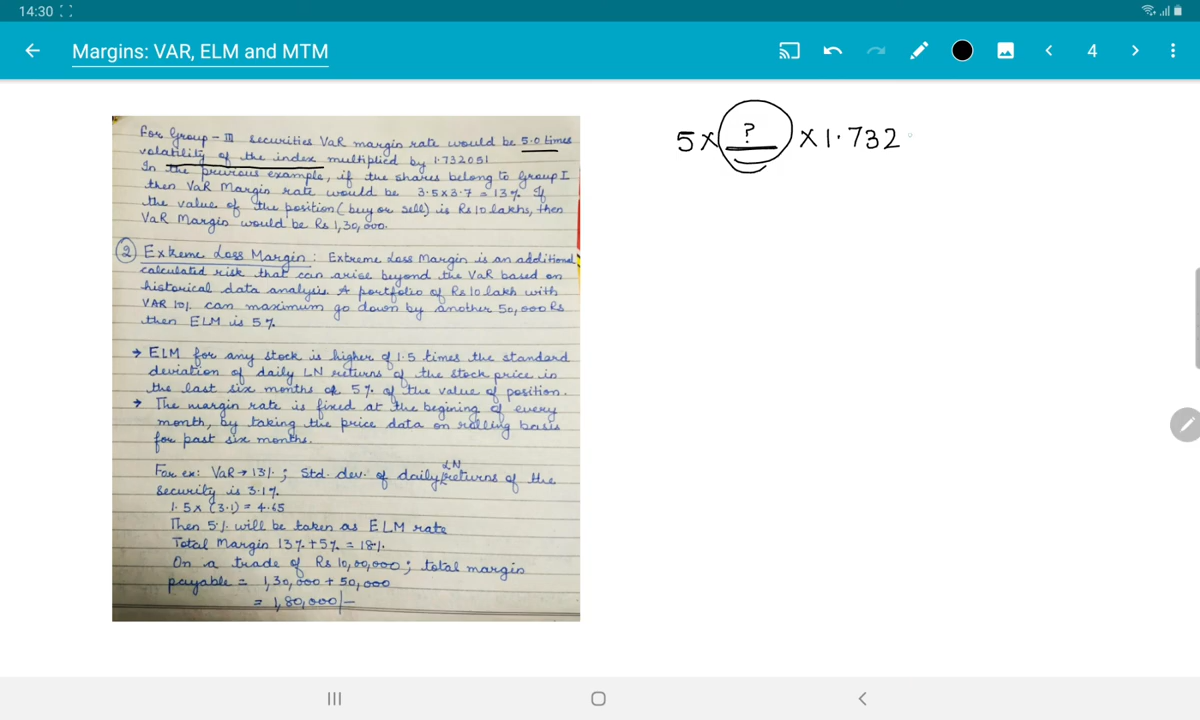 14:30
Margins: VAR, ELM and MTM
4
For Group-III securities VaR margin rate would be 5.0 times
volatility of the index multiplied by 1.732051
In the previous example, if the shares belong to Group I
then VaR Margin rate would be 3.5x3.7 = 13% If
the value of the position (buy or sell) is Rs 10 lakhs, then
VaR Margin would be Rs 1,30,000.
2 Extreme Loss Margin: Extreme Loss Margin is an additional
calculated risk that can arise beyond the VaR based on
historical data analysis. A portfolio of Rs 10 lakh with
VAR 10% can maximum go down by another 50,000 Rs
then ELM is 5%
→ ELM for any stock is higher of 1.5 times the standard
deviation of daily LN returns of the stock price in
the last six months or 5% of the value of position.
→ The margin rate is fixed at the begining of every
month, by taking the price data on rolling basis
for past six months.
For ex: VaR → 13%; Std. dev. of daily LN returns of the
security is 3.1%
1.5x (3.1) = 4.65
Then 5% will be taken as ELM rate
Total Margin 13% + 5% = 18%.
On a trade of Rs 10,00,000; total margin
payable = 1,30,000 + 50,000
= 1,80,000/-
5 x ? x 1.732